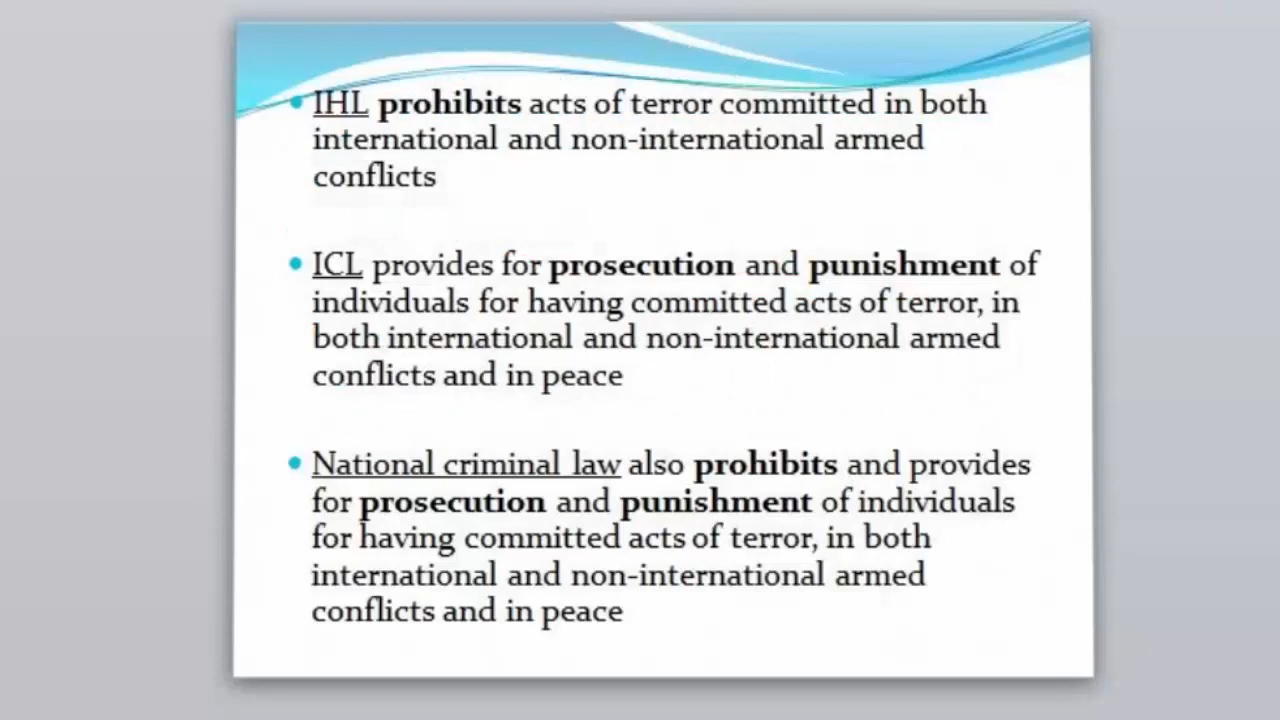 • IHL prohibits acts of terror committed in both
international and non-international armed
conflicts
• ICL provides for prosecution and punishment of
individuals for having committed acts of terror, in
both international and non-international armed
conflicts and in peace
• National criminal law also prohibits and provides
for prosecution and punishment of individuals
for having committed acts of terror, in both
international and non-international armed
conflicts and in peace